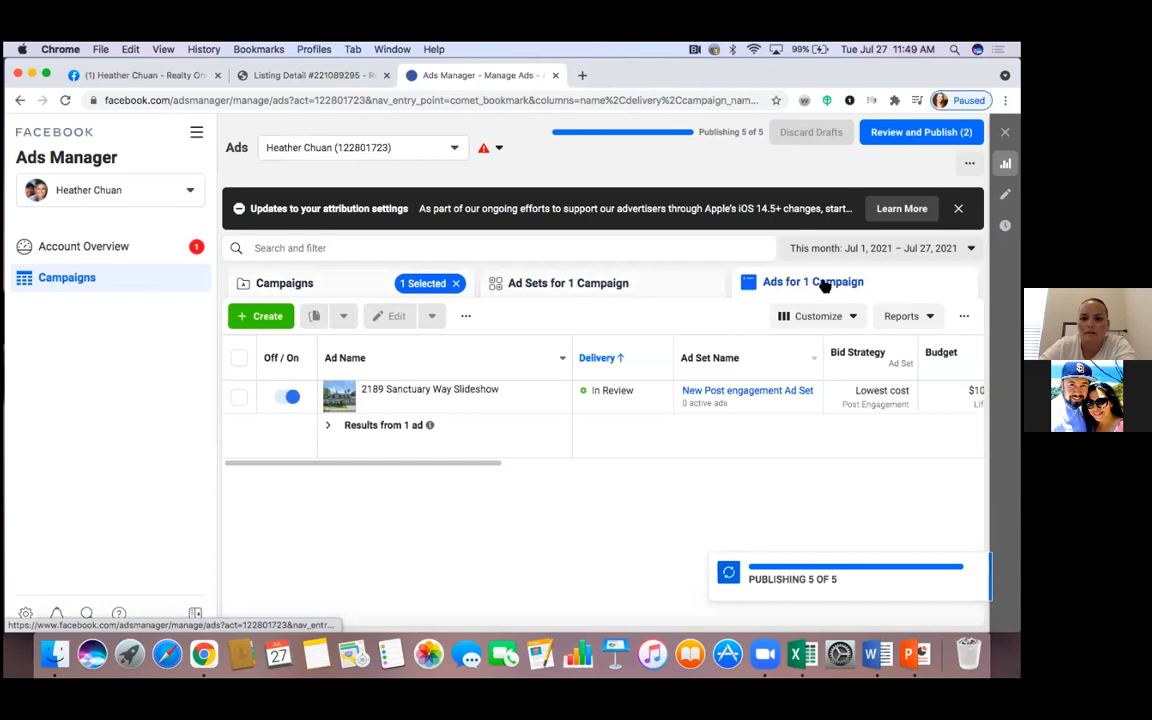 Chrome File Edit View History Bookmarks Profiles Tab Window Help 99% Tue Jul 27 11:49 AM
(1) Heather Chuan - Realty On × Listing Detail #221089295 - R × Ads Manager - Manage Ads - A × +
facebook.com/adsmanager/manage/ads?act=122801723&nav_entry_point=comet_bookmark&columns=name%2Cdelivery%2Ccampaign_nam... Paused
FACEBOOK
Ads Manager
Heather Chuan
Account Overview 1
Campaigns
Ads Heather Chuan (122801723) Publishing 5 of 5 Discard Drafts Review and Publish (2)
Updates to your attribution settings As part of our ongoing efforts to support our advertisers through Apple's iOS 14.5+ changes, start... Learn More
Search and filter This month: Jul 1, 2021 – Jul 27, 2021
Campaigns 1 Selected × Ad Sets for 1 Campaign Ads for 1 Campaign
+ Create Edit ... Customize Reports ...
Off / On Ad Name Delivery ↑ Ad Set Name Bid Strategy Budget
Ad Set
2189 Sanctuary Way Slideshow In Review New Post engagement Ad Set Lowest cost $10
0 active ads Post Engagement
Results from 1 ad
PUBLISHING 5 OF 5
https://www.facebook.com/adsmanager/manage/ads?act=122801723&nav_entr...
JUL
27